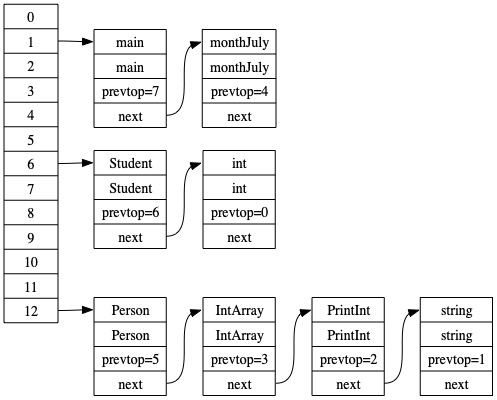 0
1
2
3
4
5
6
7
8
9
10
11
12
main
main
prevtop=7
next
monthJuly
monthJuly
prevtop=4
next
Student
Student
prevtop=6
next
int
int
prevtop=0
next
Person
Person
prevtop=5
next
IntArray
IntArray
prevtop=3
next
PrintInt
PrintInt
prevtop=2
next
string
string
prevtop=1
next